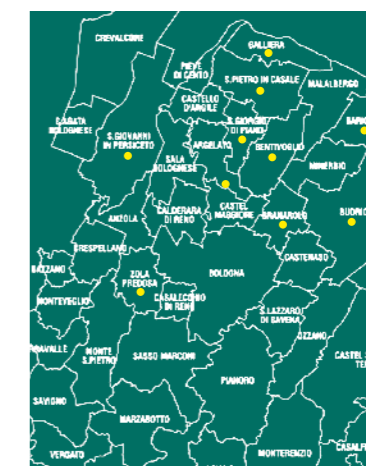 CREVALCORE
GALLIERA
PIEVE
DI CENTO
S.PIETRO IN CASALE
MALALBERGO
CASTELLO
D'ARGILE
S.AGATA
BOLOGNESE
S.GIOVANNI
IN PERSICETO
S.GIORGIO
DI PIANO
ARGELATO
BENTIVOGLIO
SALA
BOLOGNESE
MINERBIO
CALDERARA
DI RENO
CASTEL
MAGGIORE
GRANAROLO
BUDRIO
ANZOLA
CRESPELLANO
CASTENASO
BAZZANO
ZOLA
PREDOSA
BOLOGNA
MONTEVEGLIO
CASALECCHIO
DI RENO
S.LAZZARO
DI SAVENA
OZZANO
MONTE
S.PIETRO
SASSO MARCONI
CASTEL S
PIANORO
SAVIGNO
MARZABOTTO
VERGATO
MONTERENZIO